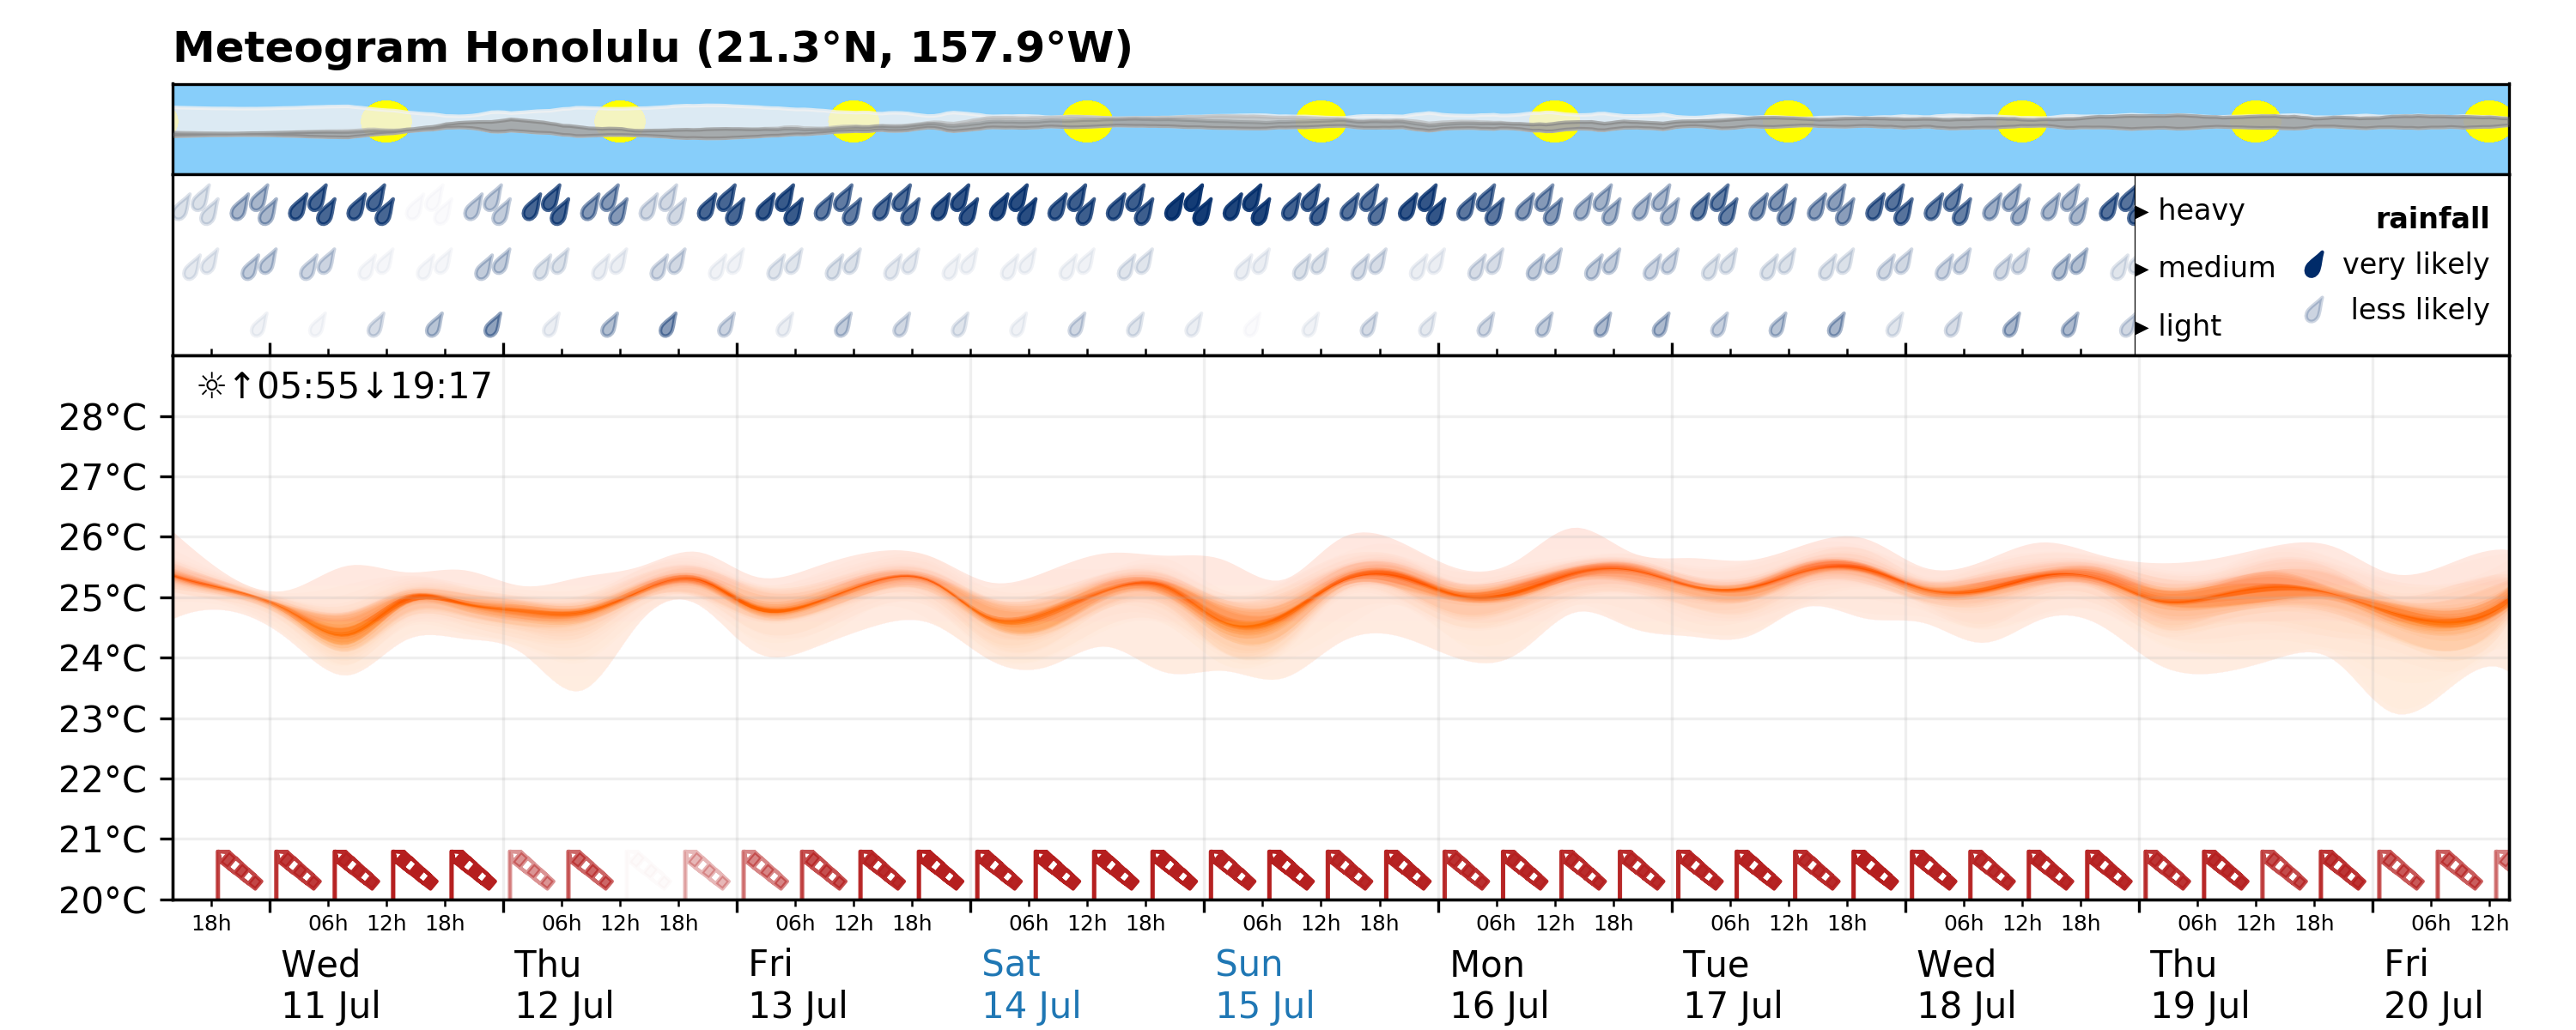 Meteogram Honolulu (21.3°N, 157.9°W)
heavy
rainfall
medium
very likely
less likely
light
☼↑05:55↓19:17
28°C
27°C
26°C
25°C
24°C
23°C
22°C
21°C
20°C
18h 06h 12h 18h 06h 12h 18h 06h 12h 18h 06h 12h 18h 06h 12h 18h 06h 12h 18h 06h 12h 18h 06h 12h 18h 06h 12h 18h 06h 12h
Wed Thu Fri Sat Sun Mon Tue Wed Thu Fri
11 Jul 12 Jul 13 Jul 14 Jul 15 Jul 16 Jul 17 Jul 18 Jul 19 Jul 20 Jul